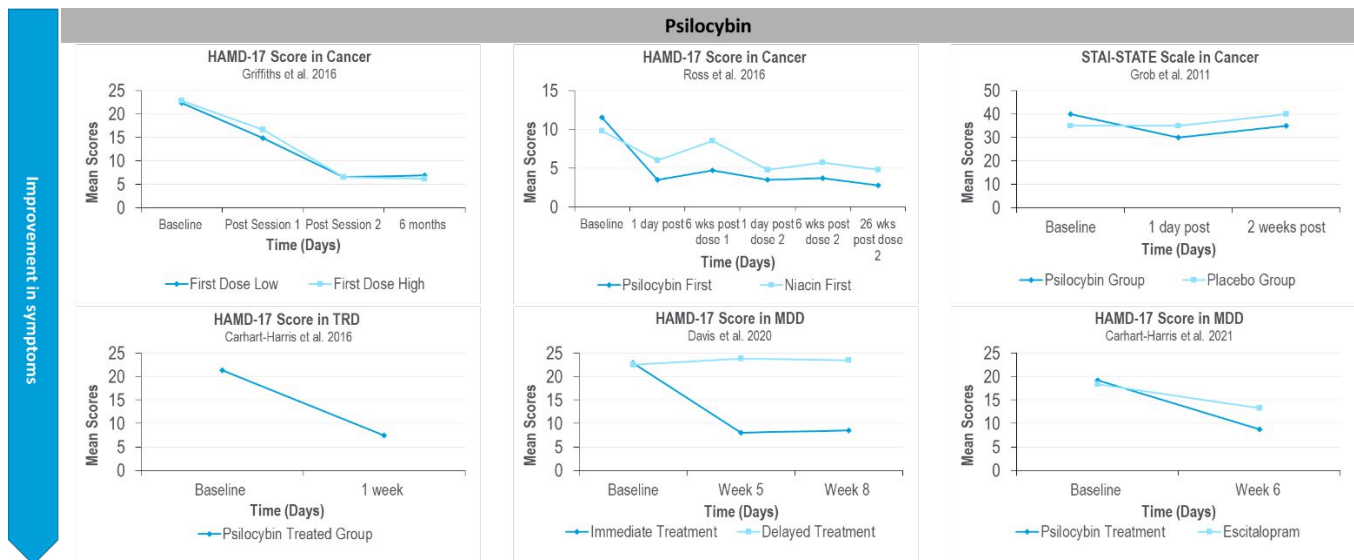 Improvement in symptoms
Psilocybin
HAMD-17 Score in Cancer
Griffiths et al. 2016
Mean Scores
25
20
15
10
5
0
Baseline
Post Session 1
Post Session 2
6 months
Time (Days)
First Dose Low
First Dose High
HAMD-17 Score in Cancer
Ross et al. 2016
Mean Scores
15
10
5
0
Baseline
1 day post
6 wks post
dose 1
1 day post
dose 2
6 wks post
dose 2
26 wks
post dose
2
Time (Days)
Psilocybin First
Niacin First
STAI-STATE Scale in Cancer
Grob et al. 2011
Mean Scores
50
40
30
20
10
0
Baseline
1 day post
2 weeks post
Time (Days)
Psilocybin Group
Placebo Group
HAMD-17 Score in TRD
Carhart-Harris et al. 2016
Mean Scores
25
20
15
10
5
0
Baseline
1 week
Time (Days)
Psilocybin Treated Group
HAMD-17 Score in MDD
Davis et al. 2020
Mean Scores
25
20
15
10
5
0
Baseline
Week 5
Week 8
Time (Days)
Immediate Treatment
Delayed Treatment
HAMD-17 Score in MDD
Carhart-Harris et al. 2021
Mean Scores
25
20
15
10
5
0
Baseline
Week 6
Time (Days)
Psilocybin Treatment
Escitalopram